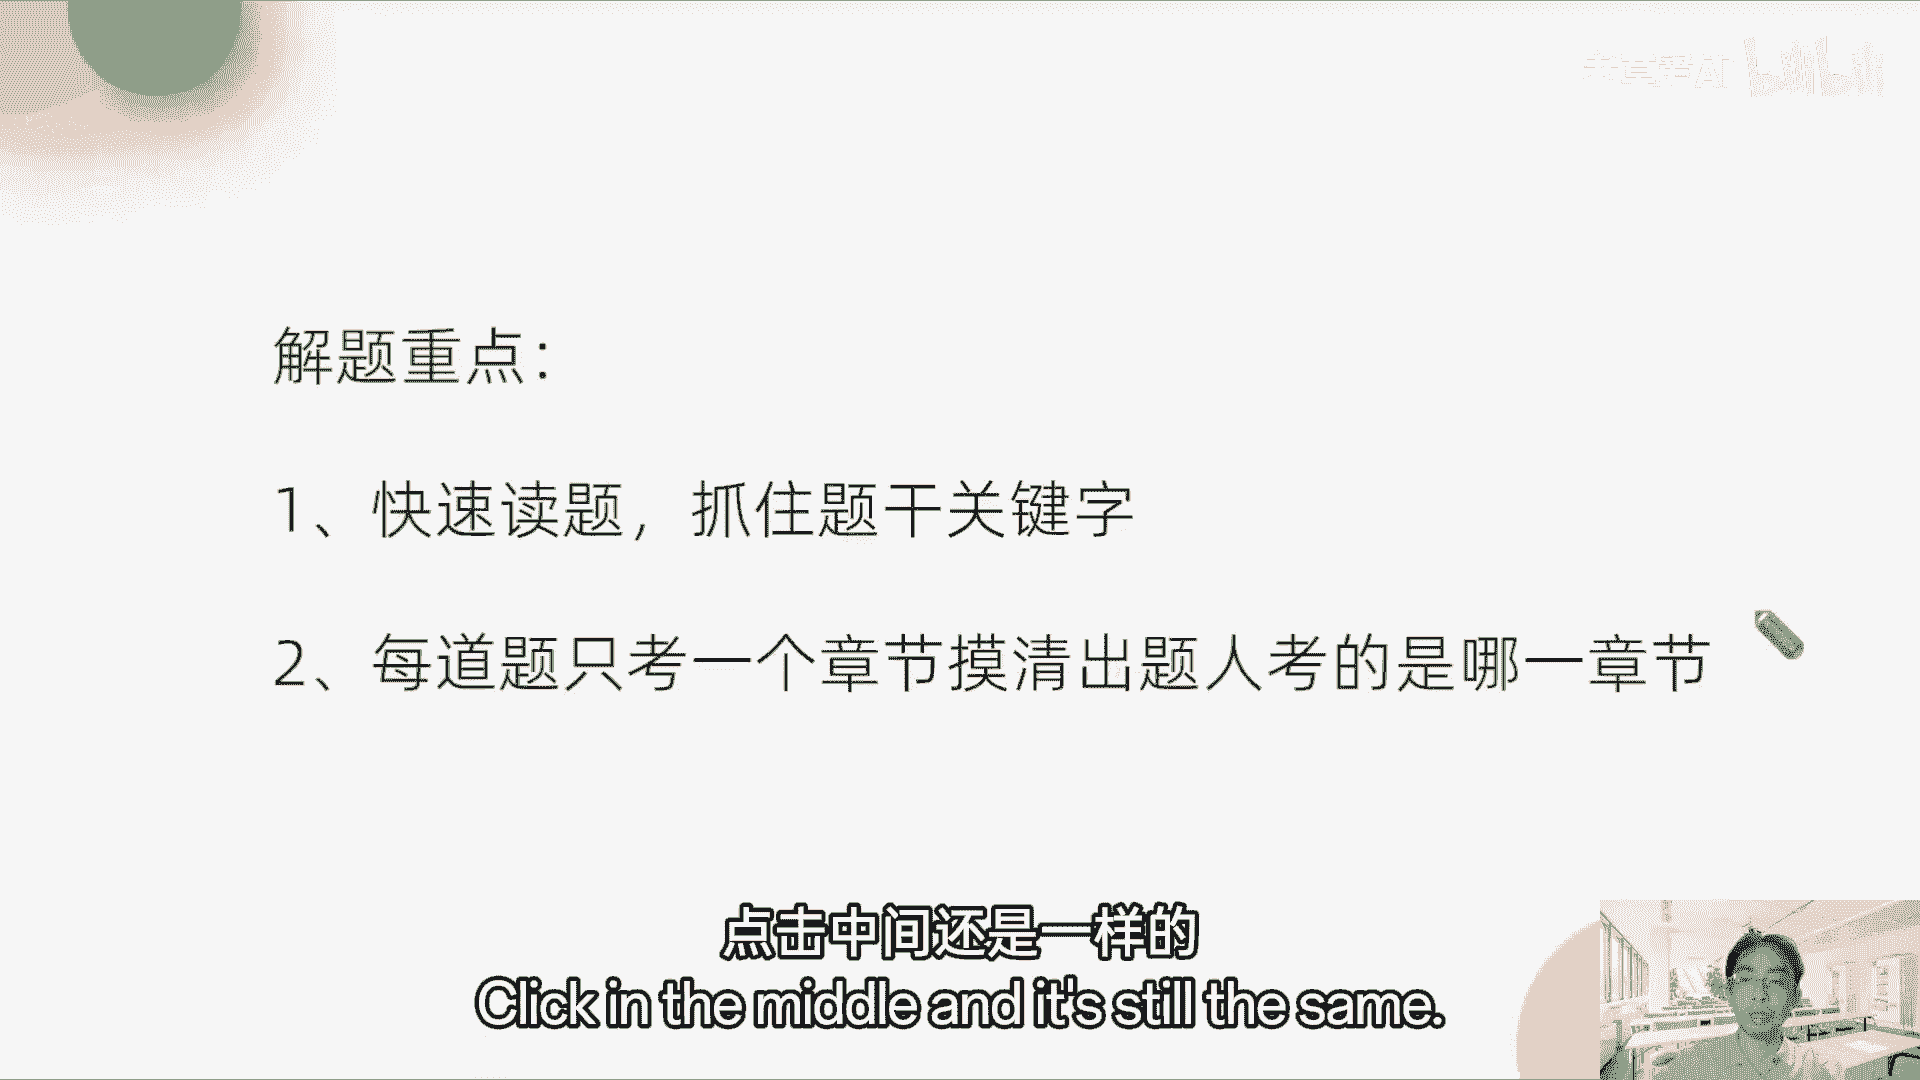 解题重点：
1、快速读题，抓住题干关键字
2、每道题只考一个章节摸清出题人考的是哪一章节
点击中间还是一样的
Click in the middle and it's still the same.